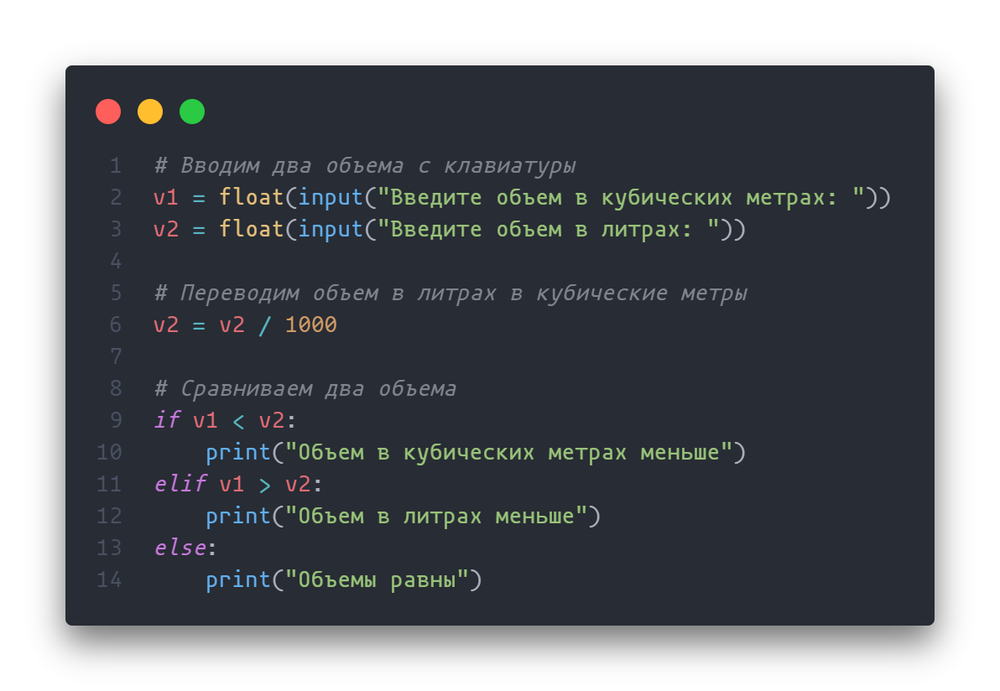 1 # Вводим два объема с клавиатуры
2 v1 = float(input("Введите объем в кубических метрах: "))
3 v2 = float(input("Введите объем в литрах: "))
4
5 # Переводим объем в литрах в кубические метры
6 v2 = v2 / 1000
7
8 # Сравниваем два объема
9 if v1 < v2:
10     print("Объем в кубических метрах меньше")
11 elif v1 > v2:
12     print("Объем в литрах меньше")
13 else:
14     print("Объемы равны")